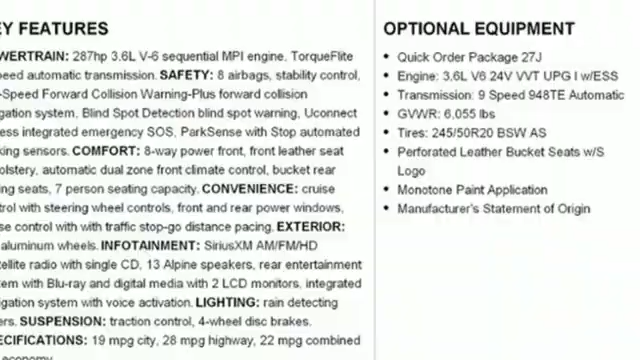 EY FEATURES
WERTRAIN: 287hp 3.6L V-6 sequential MPI engine, TorqueFlite
peed automatic transmission. SAFETY: 8 airbags, stability control,
-Speed Forward Collision Warning-Plus forward collision
gation system, Blind Spot Detection blind spot warning, Uconnect
ess integrated emergency SOS, ParkSense with Stop automated
king sensors. COMFORT: 8-way power front, front leather seat
olstery, automatic dual zone front climate control, bucket rear
ing seats, 7 person seating capacity. CONVENIENCE: cruise
trol with steering wheel controls, front and rear power windows,
se control with with traffic stop-go distance pacing. EXTERIOR:
aluminum wheels. INFOTAINMENT: SiriusXM AM/FM/HD
tellite radio with single CD, 13 Alpine speakers, rear entertainment
tem with Blu-ray and digital media with 2 LCD monitors, integrated
igation system with voice activation. LIGHTING: rain detecting
ers. SUSPENSION: traction control, 4-wheel disc brakes.
ECIFICATIONS: 19 mpg city, 28 mpg highway, 22 mpg combined
economy
OPTIONAL EQUIPMENT
• Quick Order Package 27J
• Engine: 3.6L V6 24V VVT UPG I w/ESS
• Transmission: 9 Speed 948TE Automatic
• GVWR: 6,055 lbs
• Tires: 245/50R20 BSW AS
• Perforated Leather Bucket Seats w/S
Logo
• Monotone Paint Application
• Manufacturer's Statement of Origin